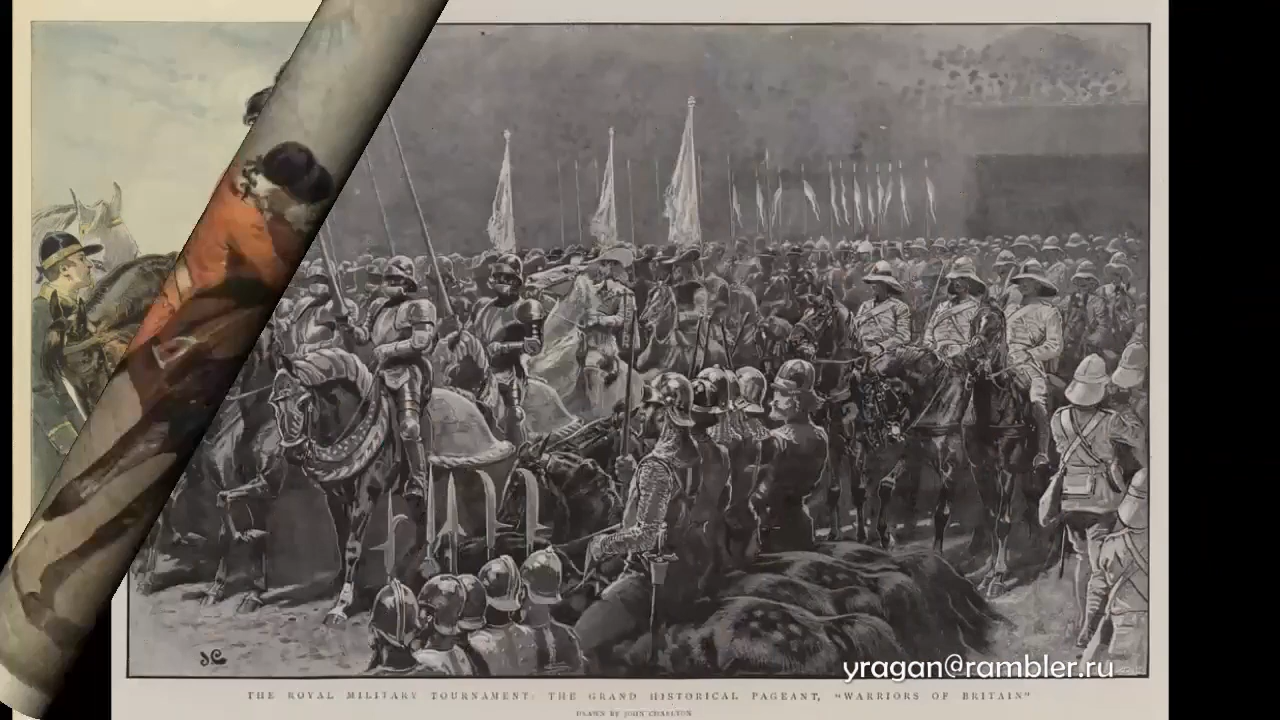 yragan@rambler.ru
THE ROYAL MILITARY TOURNAMENT: THE GRAND HISTORICAL PAGEANT, "WARRIORS OF BRITAIN"
DRAWN BY JOHN CHARLTON